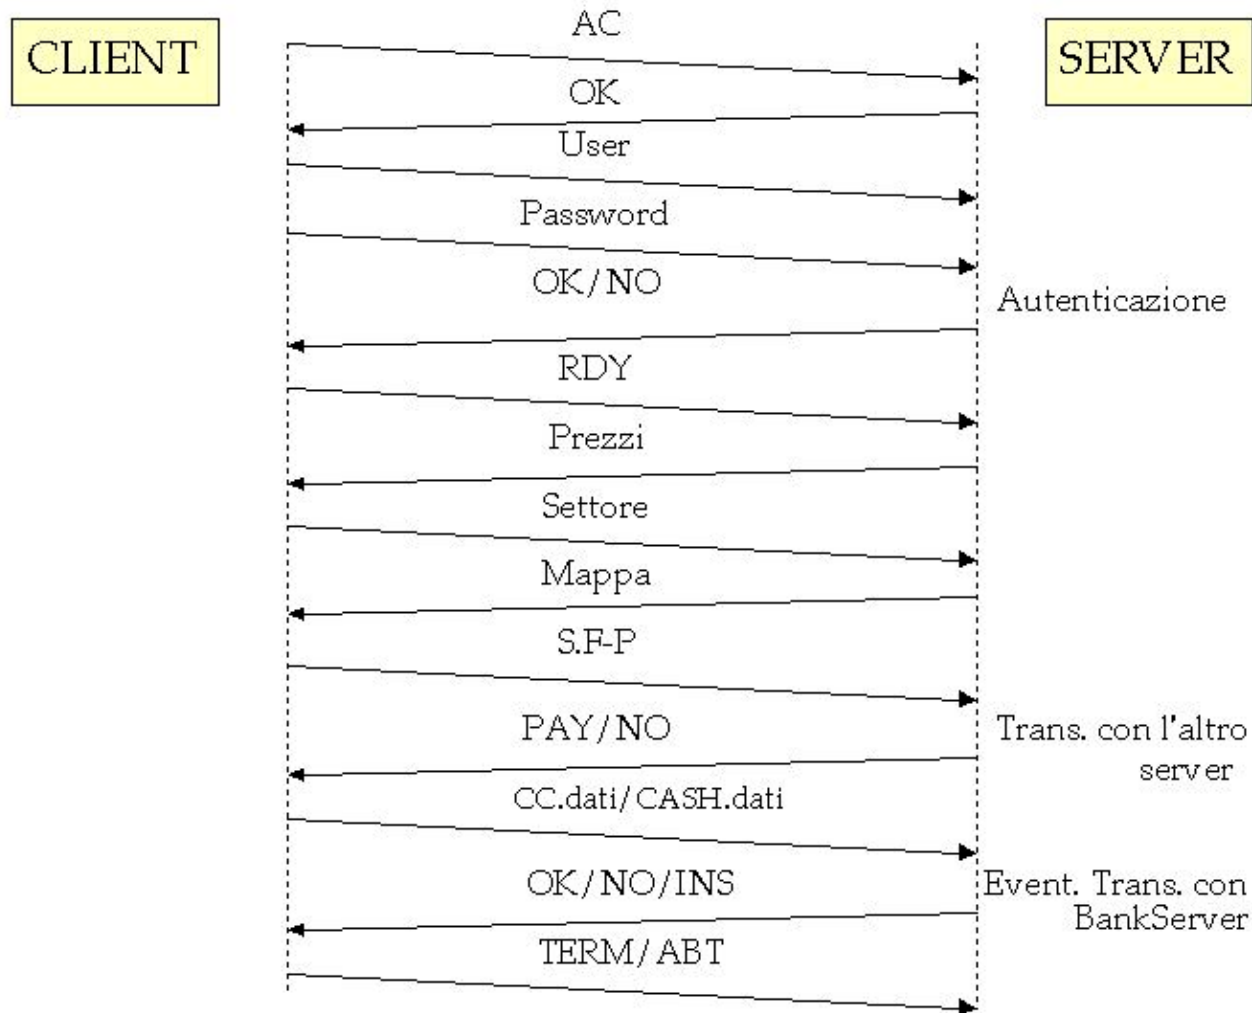 AC
CLIENT
SERVER
OK
User
Password
OK/NO
Autenticazione
RDY
Prezzi
Settore
Mappa
S.F-P
PAY/NO
Trans. con l'altro
server
CC.dati/CASH.dati
OK/NO/INS
Event. Trans. con
BankServer
TERM/ABT